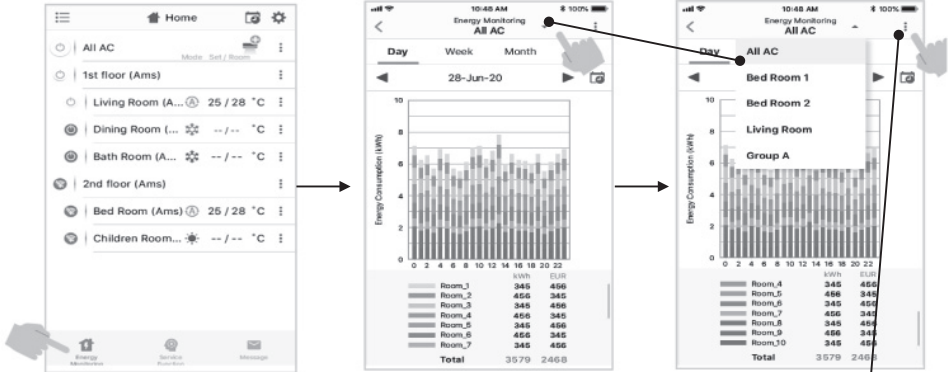 Home
All AC
Mode Set / Room
1st floor (Ams)
Living Room (A... A 25 / 28 °C
Dining Room (... -- / -- °C
Bath Room (A... -- / -- °C
2nd floor (Ams)
Bed Room (Ams) A 25 / 28 °C
Children Room... -- / -- °C
Energy Monitoring
Service Function
Message
10:48 AM 100%
Energy Monitoring
All AC
Day Week Month
28-Jun-20
Energy Consumption (kWh)
10
8
6
4
2
0
0 2 4 6 8 10 12 14 16 18 20 22
kWh EUR
Room_1 345 456
Room_2 456 345
Room_3 345 456
Room_4 456 345
Room_5 345 456
Room_6 456 345
Room_7 345 456
Total 3579 2468
10:48 AM 100%
Energy Monitoring
All AC
Day
All AC
Bed Room 1
Bed Room 2
Living Room
Group A
Energy Consumption (kWh)
10
8
6
4
2
0
0 2 4 6 8 10 12 14 16 18 20 22
kWh EUR
Room_4 345 456
Room_5 456 345
Room_6 345 456
Room_7 456 345
Room_8 345 456
Room_9 456 345
Room_10 345 456
Total 3579 2468